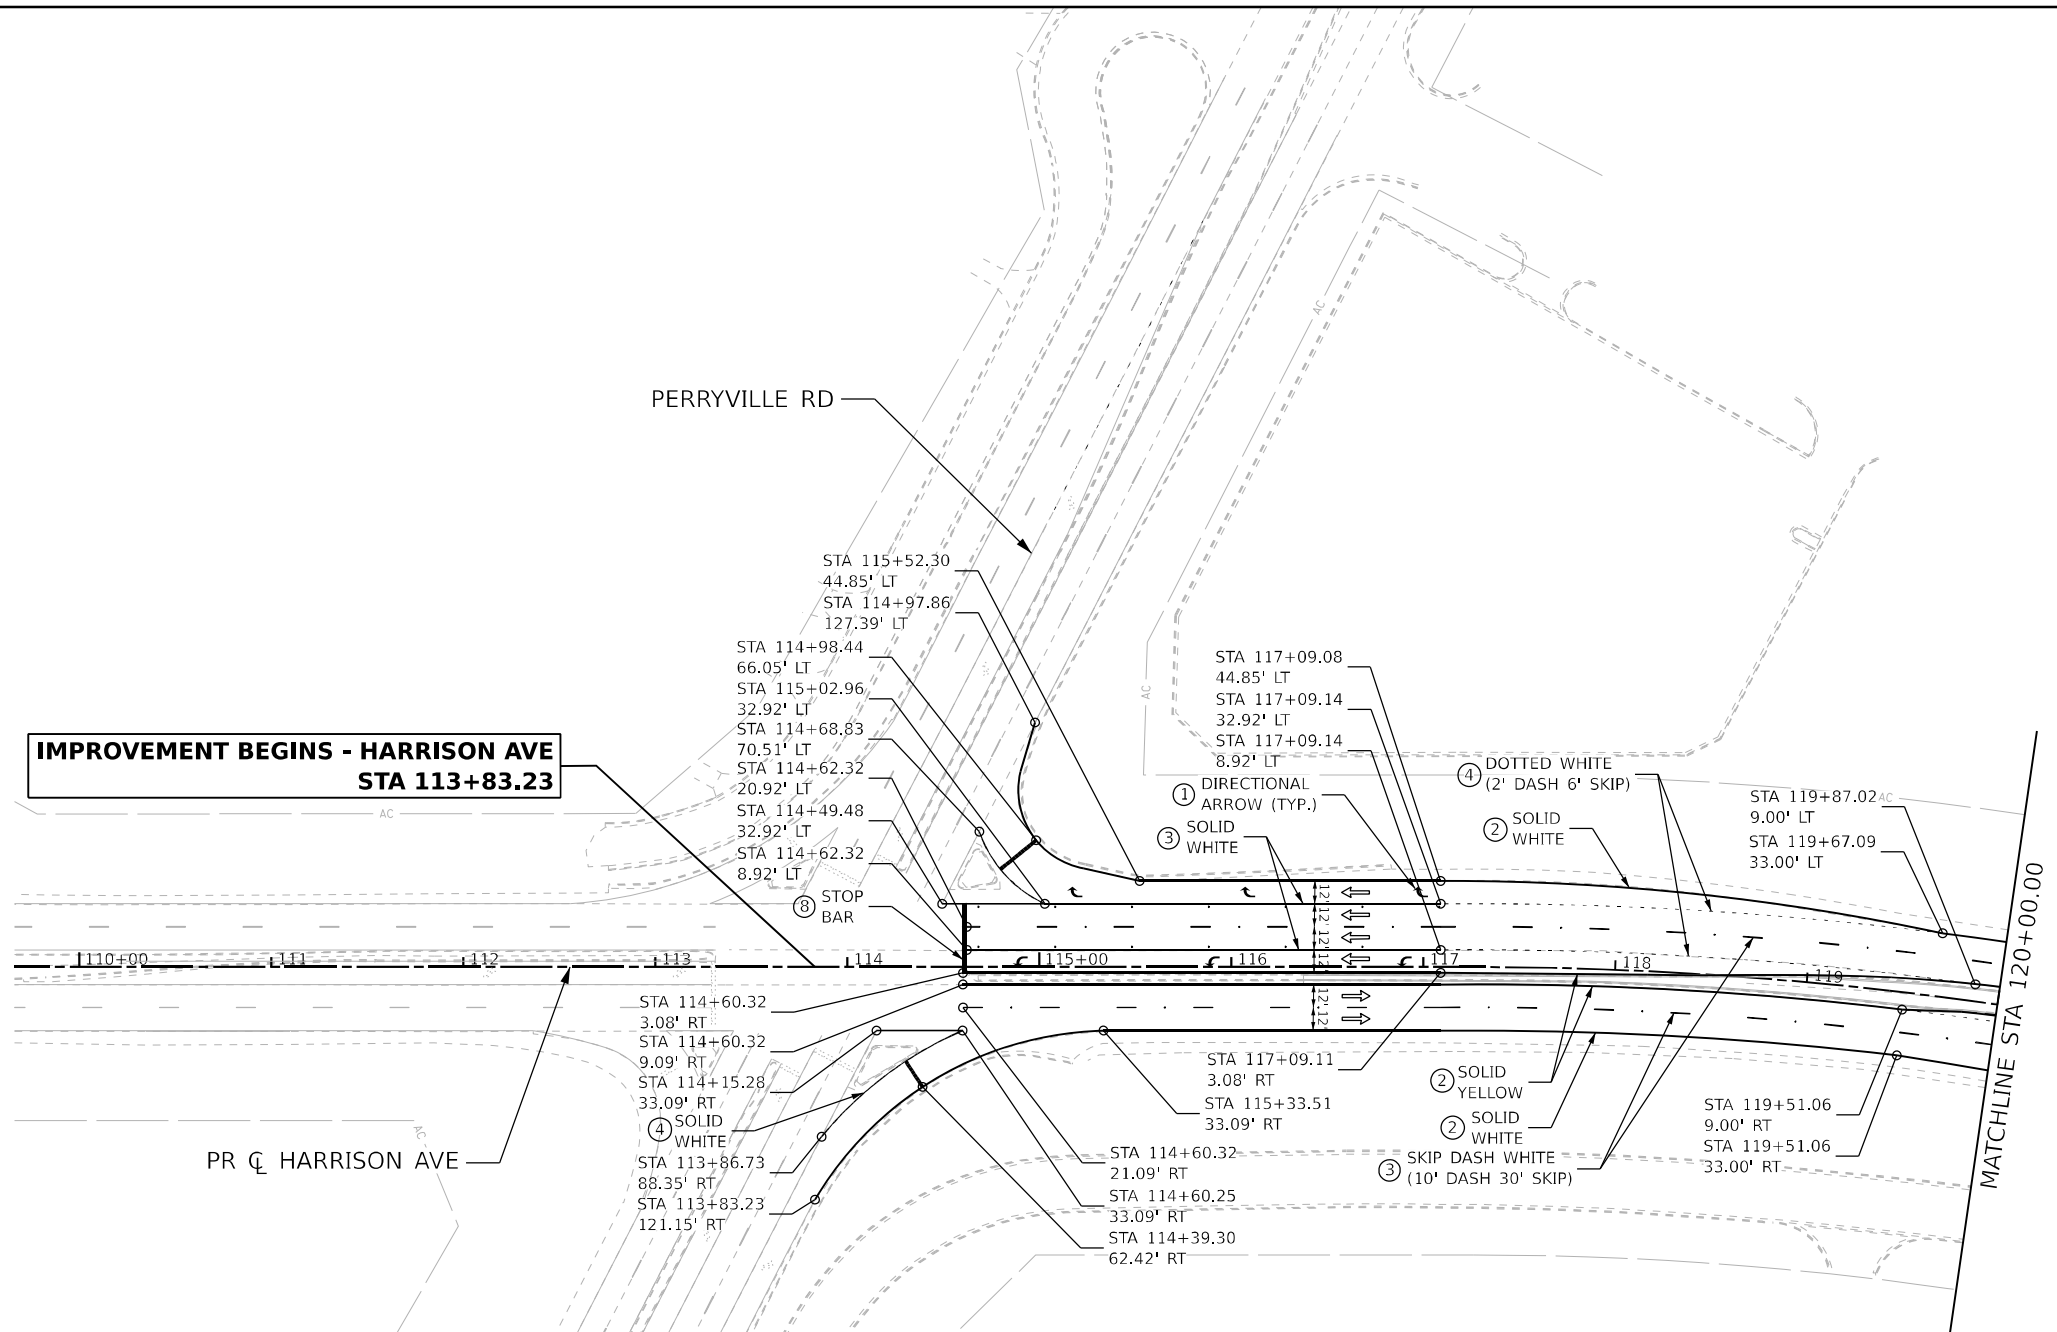 PERRYVILLE RD
STA 115+52.30
44.85' LT
STA 114+97.86
127.39' LT
STA 114+98.44
66.05' LT
STA 115+02.96
32.92' LT
STA 114+68.83
70.51' LT
STA 114+62.32
20.92' LT
STA 114+49.48
32.92' LT
STA 114+62.32
8.92' LT
8 STOP
BAR
IMPROVEMENT BEGINS - HARRISON AVE
STA 113+83.23
STA 117+09.08
44.85' LT
STA 117+09.14
32.92' LT
STA 117+09.14
8.92' LT
1 DIRECTIONAL
ARROW (TYP.)
3 SOLID
WHITE
4 DOTTED WHITE
(2' DASH 6' SKIP)
2 SOLID
WHITE
STA 119+87.02
9.00' LT
STA 119+67.09
33.00' LT
AC
AC
AC
AC
AC
12'
12'
12'
12'
12'
12'
110+00
111
112
113
114
115+00
116
117
118
119
MATCHLINE STA 120+00.00
STA 114+60.32
3.08' RT
STA 114+60.32
9.09' RT
STA 114+15.28
33.09' RT
4 SOLID
WHITE
STA 113+86.73
88.35' RT
STA 113+83.23
121.15' RT
PR ℄ HARRISON AVE
STA 117+09.11
3.08' RT
STA 115+33.51
33.09' RT
STA 114+60.32
21.09' RT
STA 114+60.25
33.09' RT
STA 114+39.30
62.42' RT
2 SOLID
YELLOW
2 SOLID
WHITE
3 SKIP DASH WHITE
(10' DASH 30' SKIP)
STA 119+51.06
9.00' RT
STA 119+51.06
33.00' RT